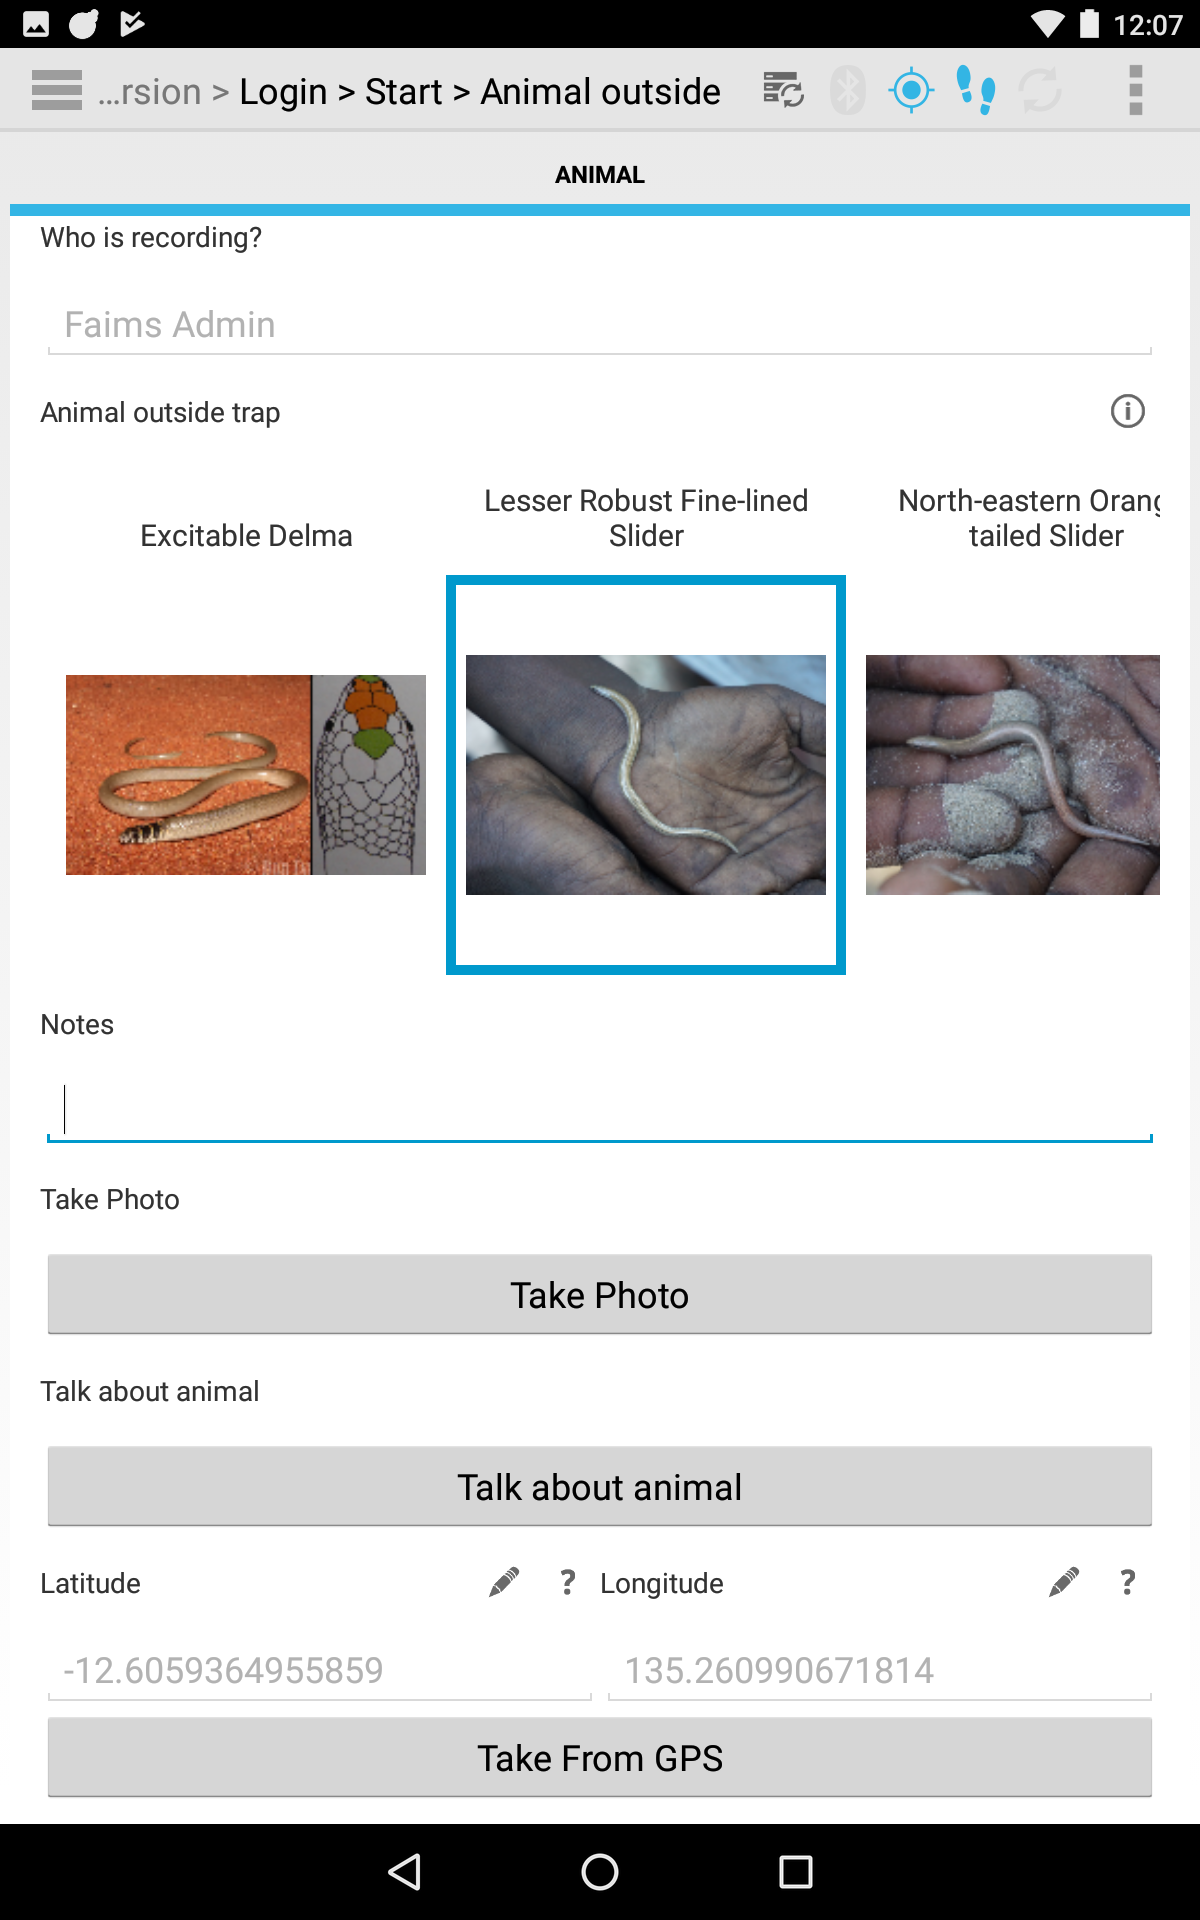 12:07
...rsion > Login > Start > Animal outside
ANIMAL
Who is recording?
Faims Admin
Animal outside trap
Excitable Delma
Lesser Robust Fine-lined
Slider
North-eastern Orang
tailed Slider
Notes
Take Photo
Take Photo
Talk about animal
Talk about animal
Latitude ? Longitude ?
-12.6059364955859 135.260990671814
Take From GPS